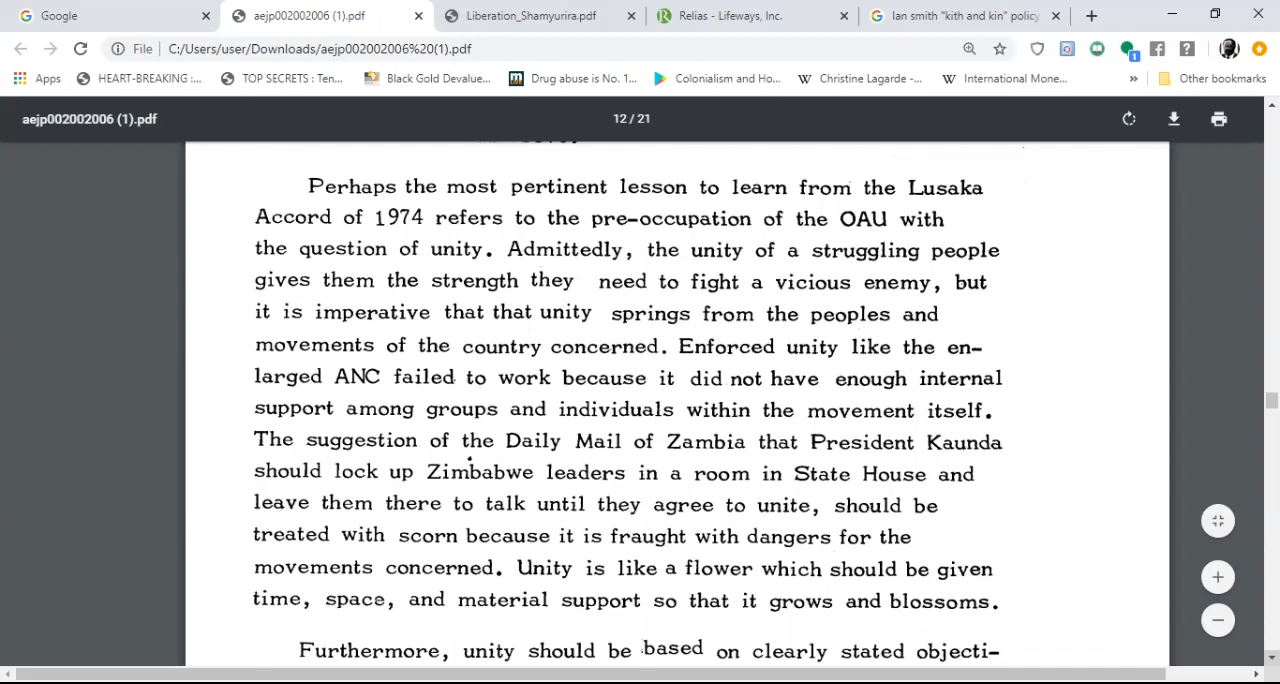 Google
aejp002002006 (1).pdf
Liberation_Shamyurira.pdf
Relias - Lifeways, Inc.
Ian smith "kith and kin" policy
File
C:/Users/user/Downloads/aejp002002006%20(1).pdf
1
Apps
HEART-BREAKING :...
TOP SECRETS : Ten...
Black Gold Devalue...
Drug abuse is No. 1...
Colonialism and Ho...
Christine Lagarde -...
International Mone...
»
Other bookmarks
aejp002002006 (1).pdf
12 / 21
Perhaps the most pertinent lesson to learn from the Lusaka
Accord of 1974 refers to the pre-occupation of the OAU with
the question of unity. Admittedly, the unity of a struggling people
gives them the strength they need to fight a vicious enemy, but
it is imperative that that unity springs from the peoples and
movements of the country concerned. Enforced unity like the en-
larged ANC failed to work because it did not have enough internal
support among groups and individuals within the movement itself.
The suggestion of the Daily Mail of Zambia that President Kaunda
should lock up Zimbabwe leaders in a room in State House and
leave them there to talk until they agree to unite, should be
treated with scorn because it is fraught with dangers for the
movements concerned. Unity is like a flower which should be given
time, space, and material support so that it grows and blossoms.
Furthermore, unity should be based on clearly stated objecti-